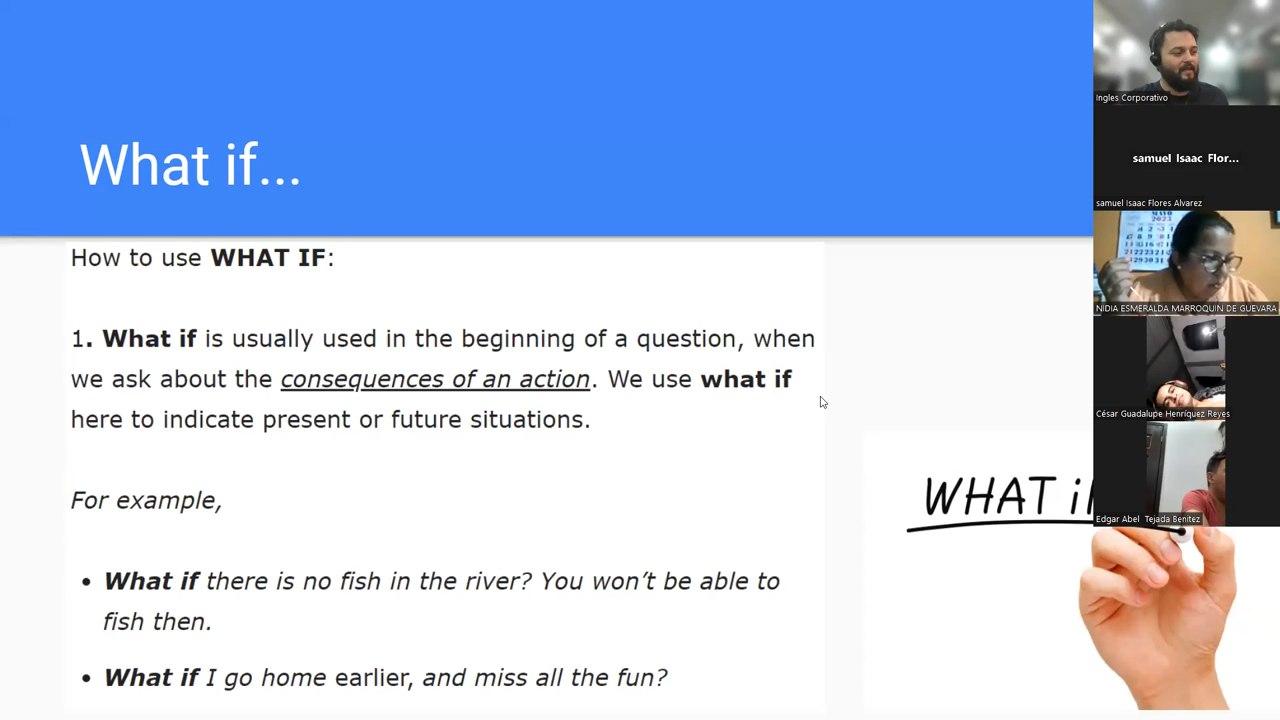 What if...
How to use WHAT IF:
1. What if is usually used in the beginning of a question, when
we ask about the consequences of an action. We use what if
here to indicate present or future situations.
For example,
• What if there is no fish in the river? You won't be able to
fish then.
• What if I go home earlier, and miss all the fun?
WHAT iF
Ingles Corporativo
samuel Isaac Flor...
samuel Isaac Flores Alvarez
MAYO
2023
NIDIA ESMERALDA MARROQUIN DE GUEVARA
César Guadalupe Henríquez Reyes
Edgar Abel Tejada Benitez